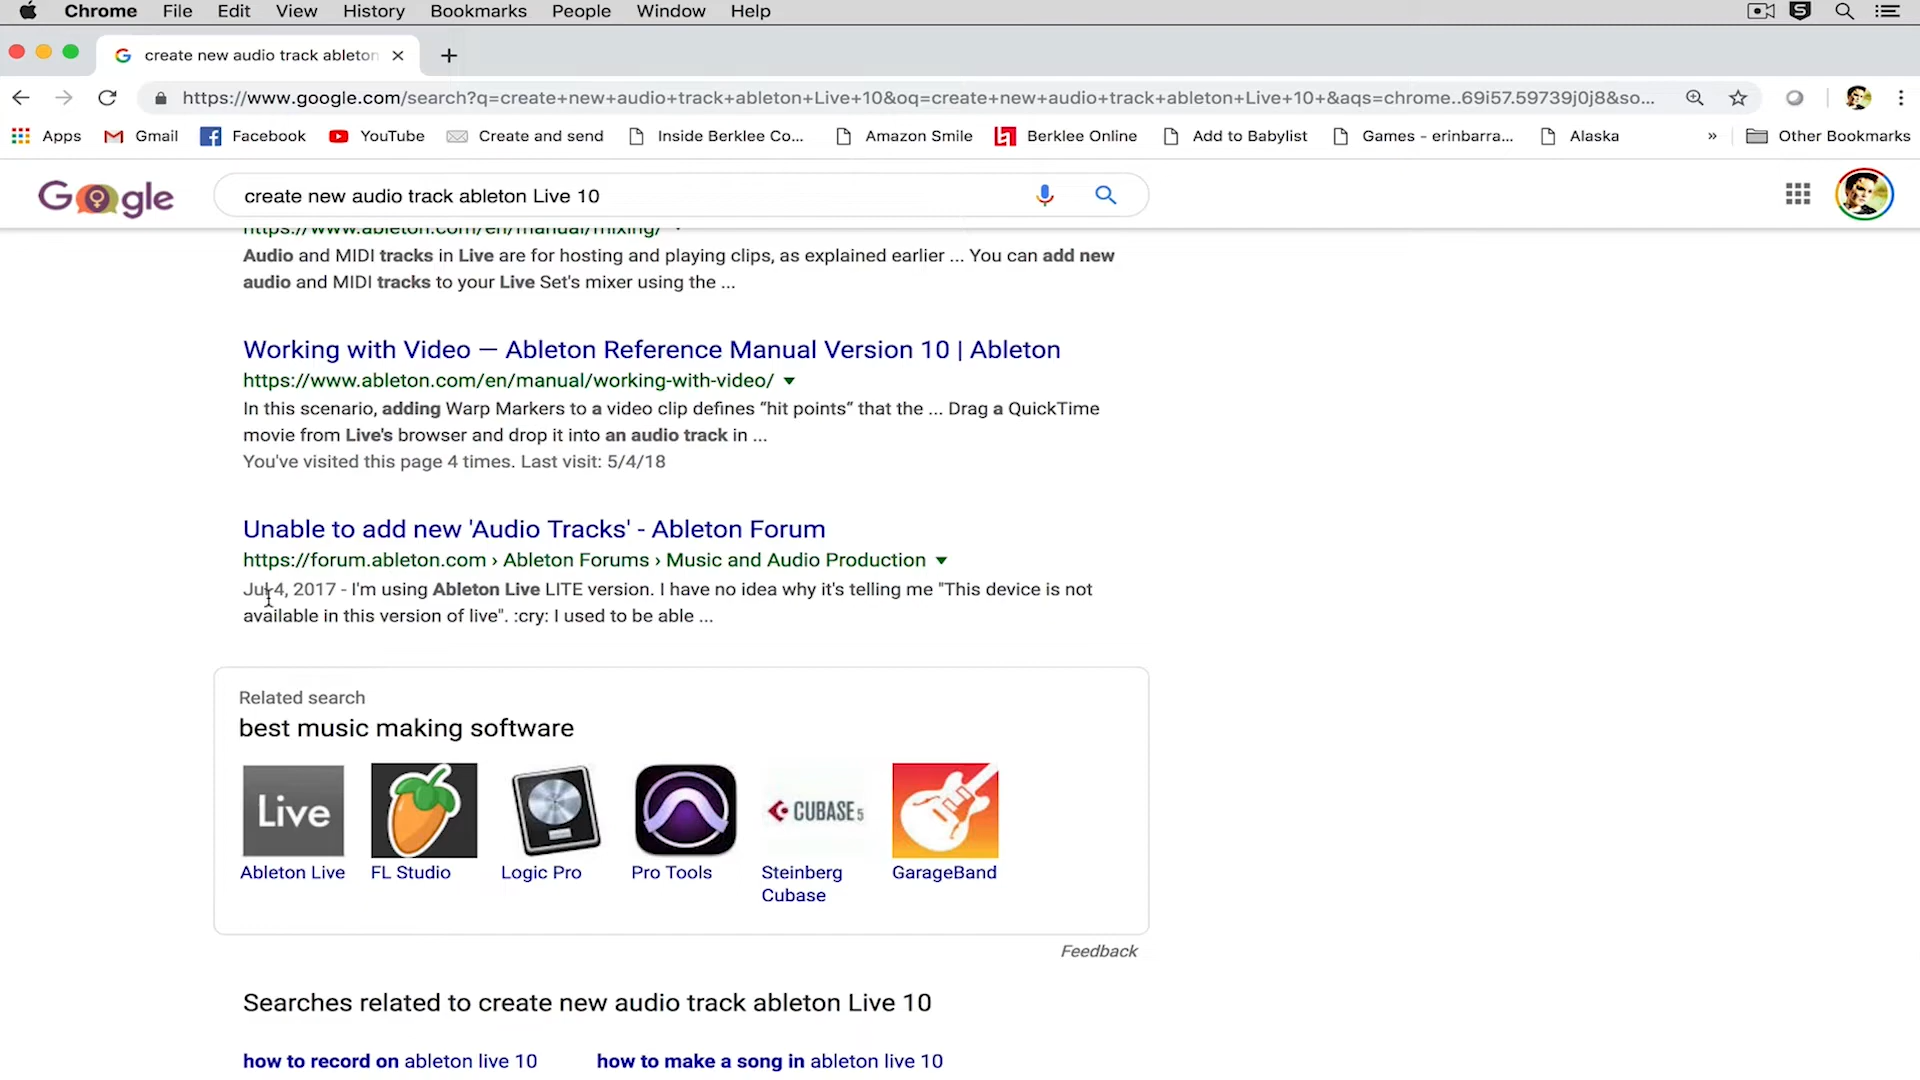 Chrome File Edit View History Bookmarks People Window Help
create new audio track ableton
https://www.google.com/search?q=create+new+audio+track+ableton+Live+10&oq=create+new+audio+track+ableton+Live+10+&aqs=chrome..69i57.59739j0j8&so...
Apps Gmail Facebook YouTube Create and send Inside Berklee Co... Amazon Smile Berklee Online Add to Babylist Games - erinbarra... Alaska » Other Bookmarks
Google create new audio track ableton Live 10
https://www.ableton.com/en/manual/mixing/
Audio and MIDI tracks in Live are for hosting and playing clips, as explained earlier ... You can add new
audio and MIDI tracks to your Live Set's mixer using the ...
Working with Video — Ableton Reference Manual Version 10 | Ableton
https://www.ableton.com/en/manual/working-with-video/
In this scenario, adding Warp Markers to a video clip defines “hit points” that the ... Drag a QuickTime
movie from Live's browser and drop it into an audio track in ...
You've visited this page 4 times. Last visit: 5/4/18
Unable to add new 'Audio Tracks' - Ableton Forum
https://forum.ableton.com › Ableton Forums › Music and Audio Production
Jul 4, 2017 - I'm using Ableton Live LITE version. I have no idea why it's telling me "This device is not
available in this version of live". :cry: I used to be able ...
Related search
best music making software
Live CUBASE 5
Ableton Live FL Studio Logic Pro Pro Tools Steinberg Cubase GarageBand
Feedback
Searches related to create new audio track ableton Live 10
how to record on ableton live 10 how to make a song in ableton live 10